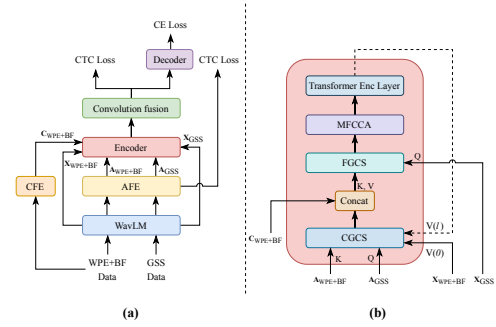 CE Loss
CTC Loss
Decoder
CTC Loss
Convolution fusion
C_WPE+BF
Encoder
X_GSS
X_WPE+BF
A_WPE+BF
A_GSS
CFE
AFE
WavLM
WPE+BF
Data
GSS
Data
(a)
Transformer Enc Layer
MFCCA
FGCS
Q
K, V
Concat
C_WPE+BF
CGCS
V(l)
V(0)
K
Q
A_WPE+BF
A_GSS
X_WPE+BF
X_GSS
(b)